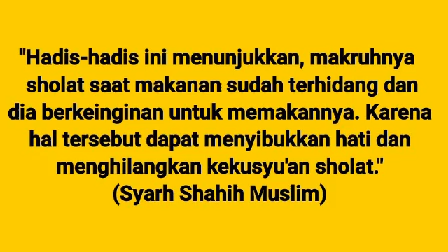 "Hadis-hadis ini menunjukkan, makruhnya
sholat saat makanan sudah terhidang dan
dia berkeinginan untuk memakannya. Karena
hal tersebut dapat menyibukkan hati dan
menghilangkan kekusyu'an sholat."
(Syarh Shahih Muslim)